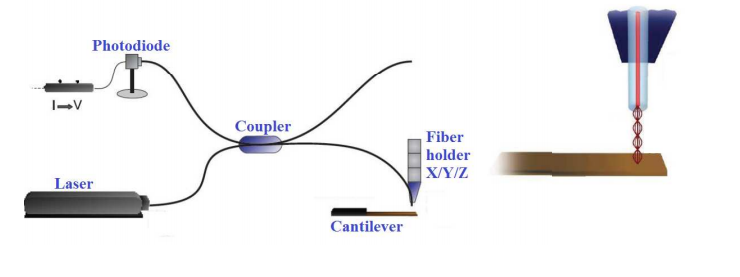 Photodiode
I➡V
Coupler
Fiber
holder
X/Y/Z
Laser
Cantilever